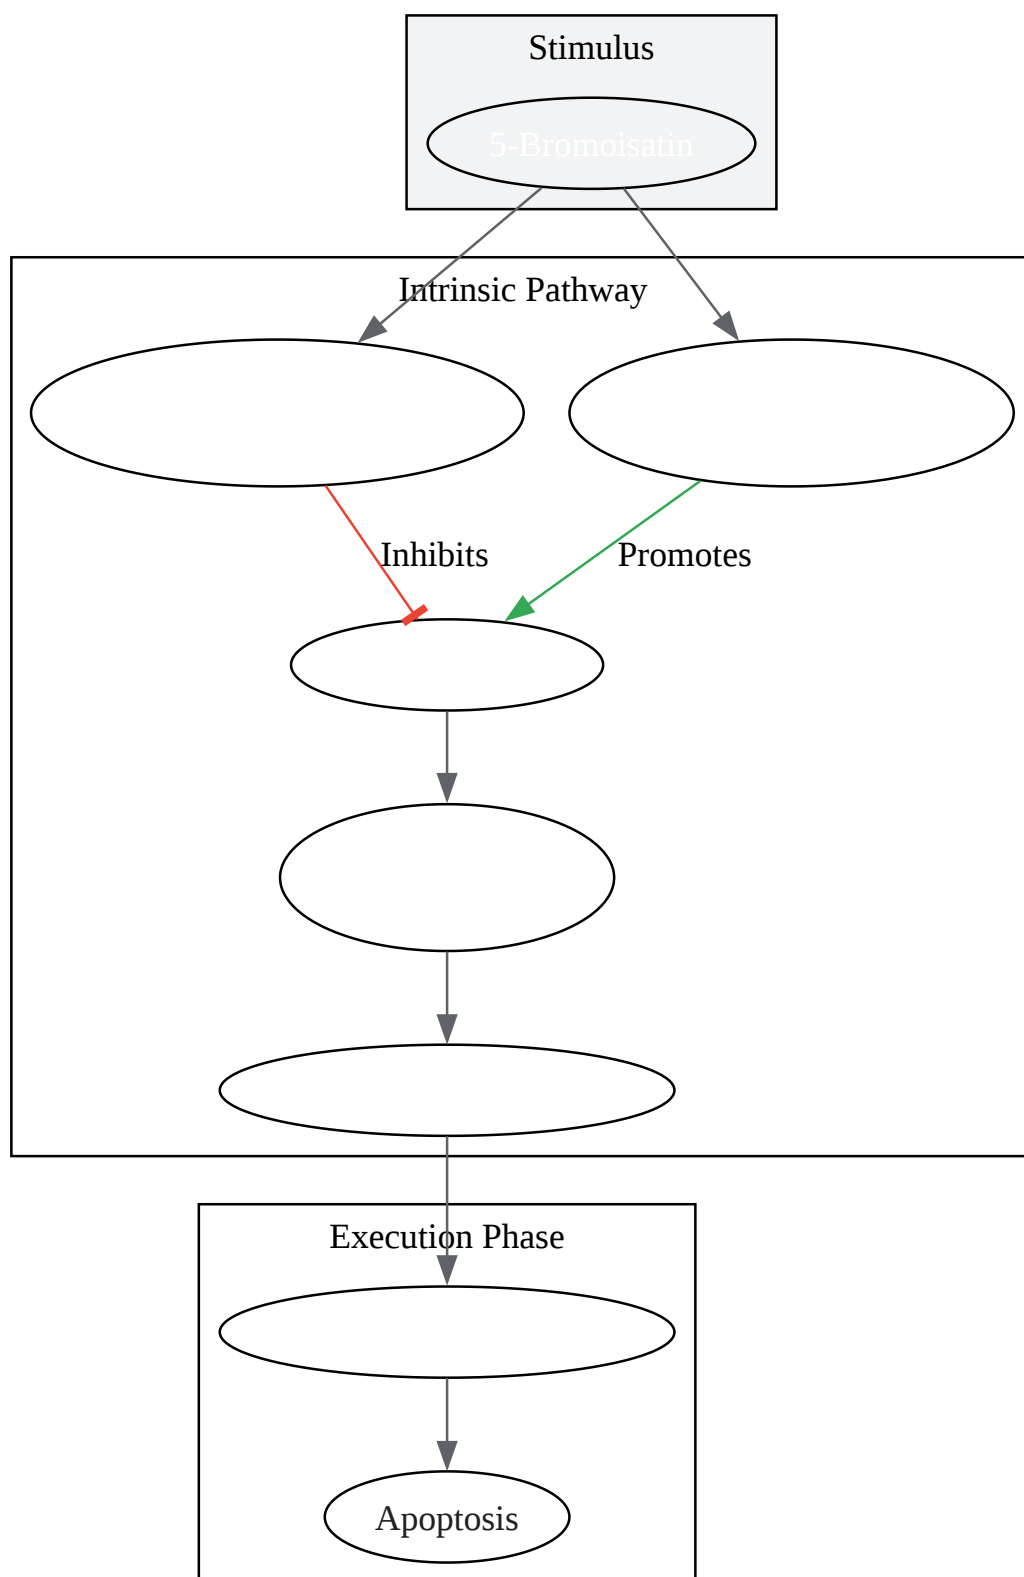 Stimulus
5-Bromoisatin
Intrinsic Pathway
Inhibits
Promotes
Execution Phase
Apoptosis